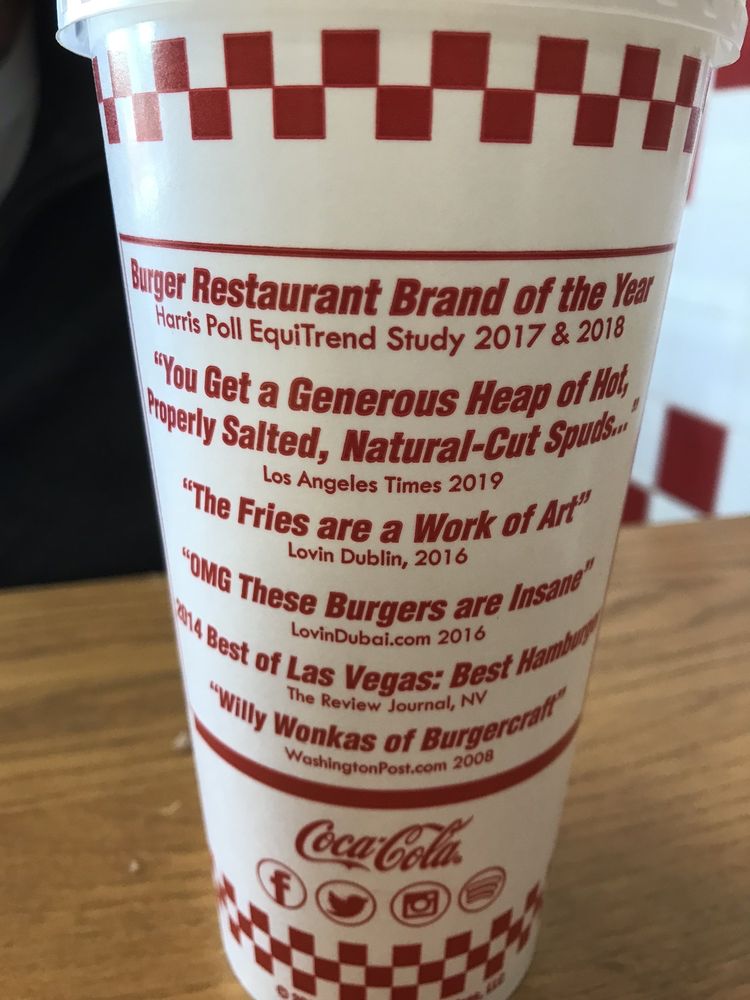 Burger Restaurant Brand of the Year
Harris Poll EquiTrend Study 2017 & 2018
"You Get a Generous Heap of Hot,
Properly Salted, Natural-Cut Spuds..."
Los Angeles Times 2019
"The Fries are a Work of Art"
Lovin Dublin, 2016
"OMG These Burgers are Insane"
LovinDubai.com 2016
2014 Best of Las Vegas: Best Hamburger
The Review Journal, NV
"Willy Wonkas of Burgercraft"
WashingtonPost.com 2008
Coca-Cola